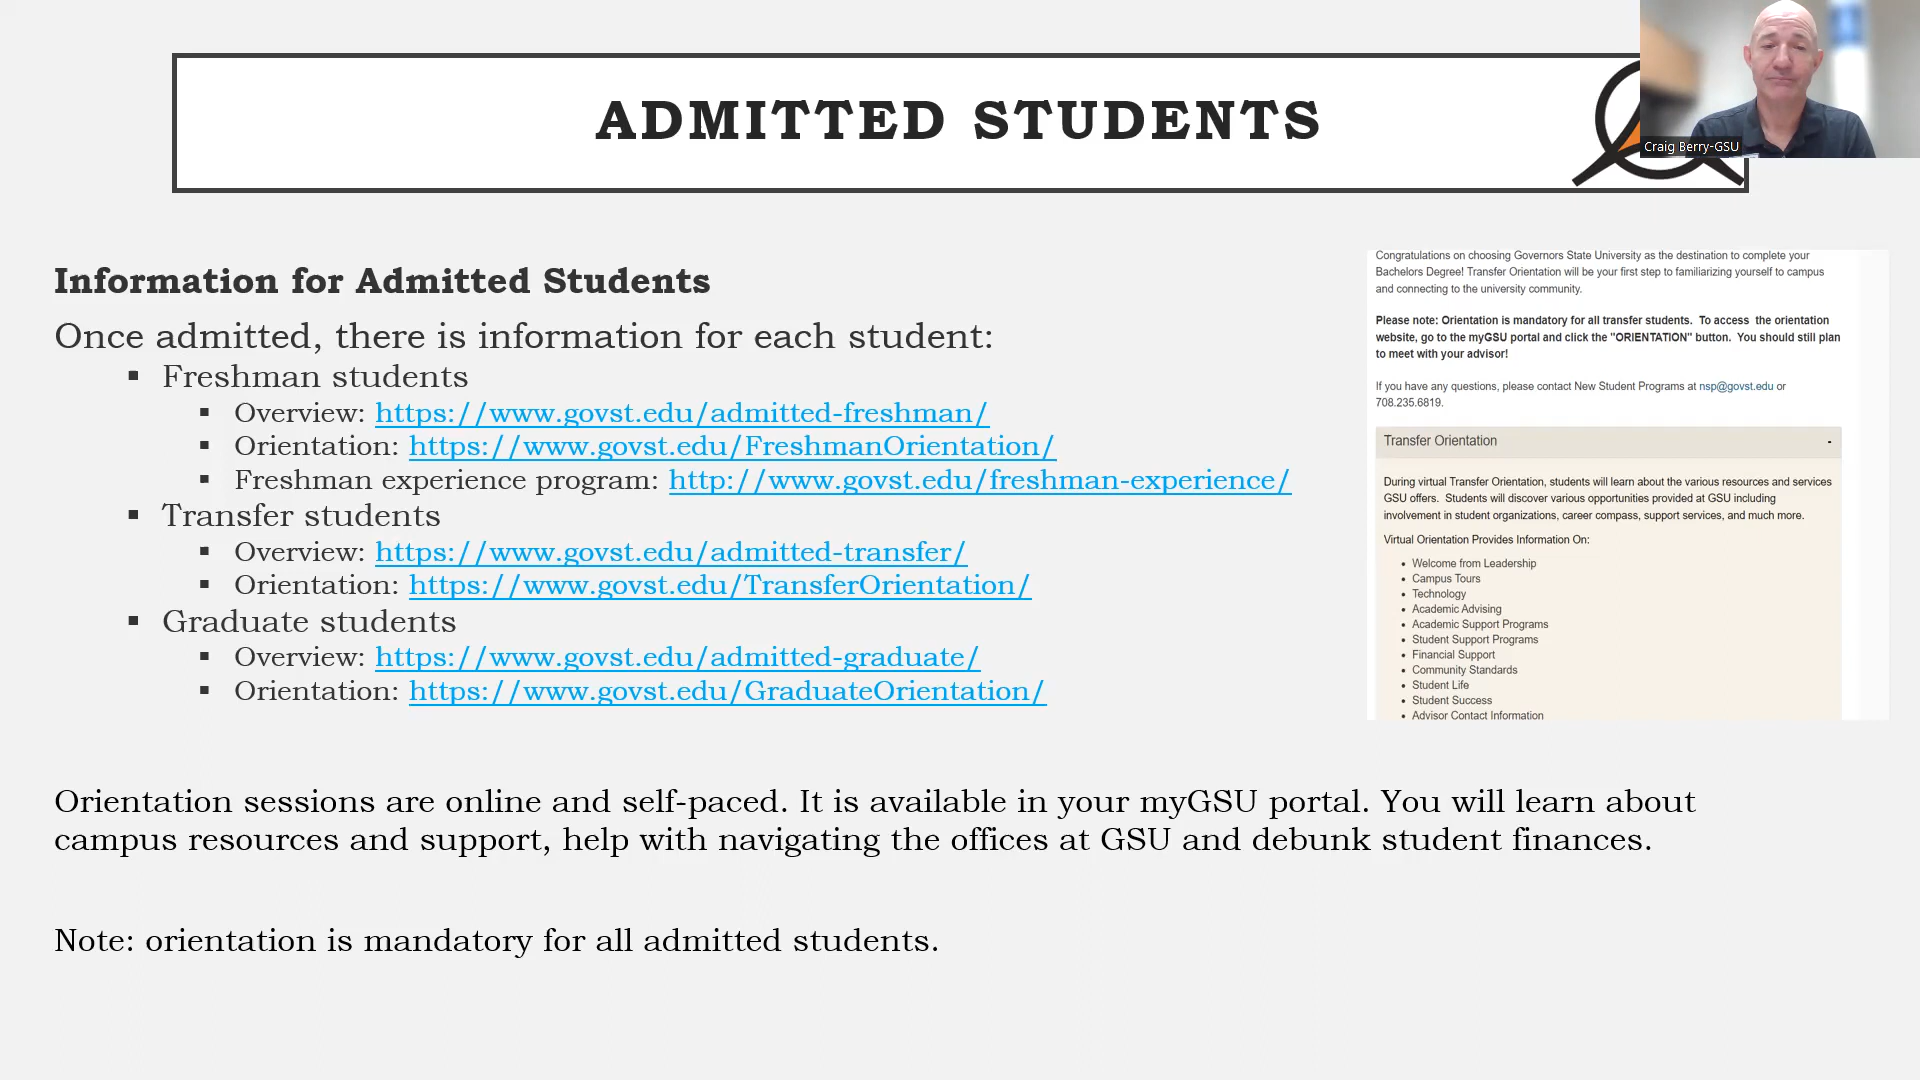 ADMITTED STUDENTS
Craig Berry-GSU
Information for Admitted Students
Once admitted, there is information for each student:
▪ Freshman students
▪ Overview: https://www.govst.edu/admitted-freshman/
▪ Orientation: https://www.govst.edu/FreshmanOrientation/
▪ Freshman experience program: http://www.govst.edu/freshman-experience/
▪ Transfer students
▪ Overview: https://www.govst.edu/admitted-transfer/
▪ Orientation: https://www.govst.edu/TransferOrientation/
▪ Graduate students
▪ Overview: https://www.govst.edu/admitted-graduate/
▪ Orientation: https://www.govst.edu/GraduateOrientation/
Congratulations on choosing Governors State University as the destination to complete your
Bachelors Degree! Transfer Orientation will be your first step to familiarizing yourself to campus
and connecting to the university community.
Please note: Orientation is mandatory for all transfer students. To access the orientation
website, go to the myGSU portal and click the "ORIENTATION" button. You should still plan
to meet with your advisor!
If you have any questions, please contact New Student Programs at nsp@govst.edu or
708.235.6819.
Transfer Orientation -
During virtual Transfer Orientation, students will learn about the various resources and services
GSU offers. Students will discover various opportunities provided at GSU including
involvement in student organizations, career compass, support services, and much more.
Virtual Orientation Provides Information On:
• Welcome from Leadership
• Campus Tours
• Technology
• Academic Advising
• Academic Support Programs
• Student Support Programs
• Financial Support
• Community Standards
• Student Life
• Student Success
• Advisor Contact Information
Orientation sessions are online and self-paced. It is available in your myGSU portal. You will learn about
campus resources and support, help with navigating the offices at GSU and debunk student finances.
Note: orientation is mandatory for all admitted students.